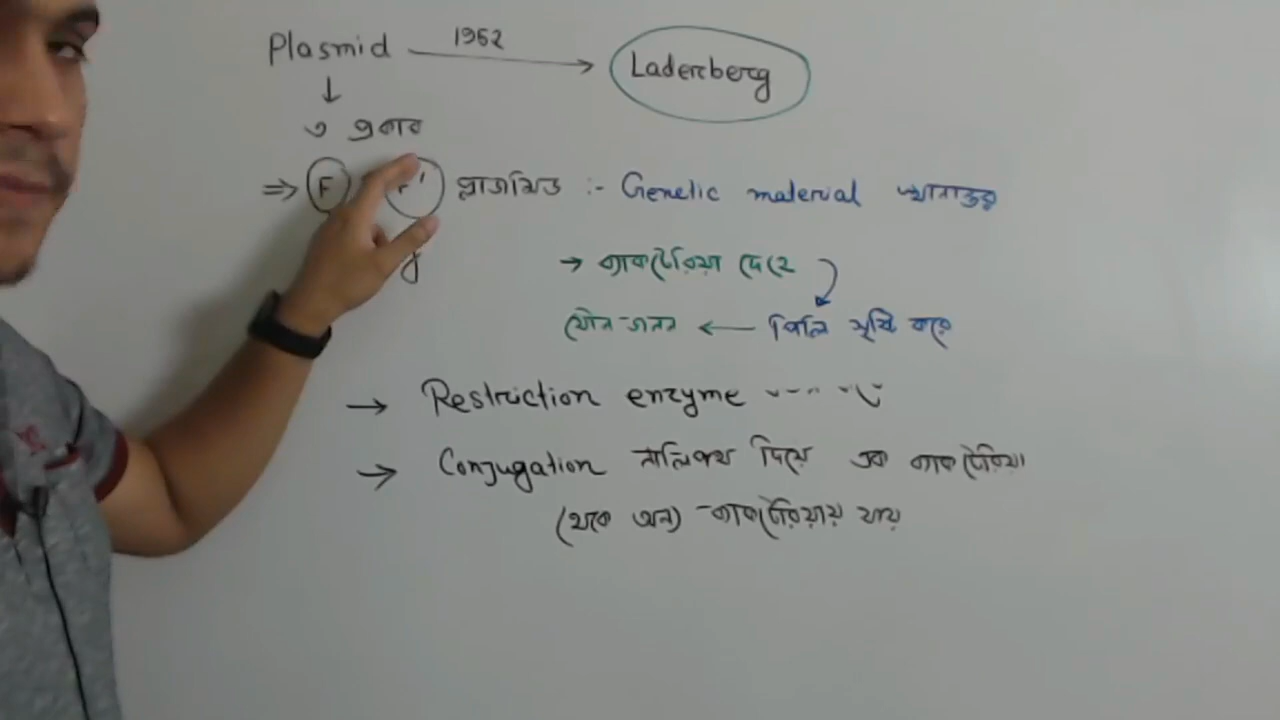 Plasmid 1952 → Laderberg
↓
৩ প্রকার
⇒ F F' প্লাজমিড :- Genetic material স্থানান্তর
→ ব্যাকটেরিয়া দেহে
যৌন-জনন ← পিলি সৃষ্টি করে
→ Restriction enzyme
→ Conjugation নালিকা দিয়ে এক ব্যাকটেরিয়া
থেকে অন্য ব্যাকটেরিয়ায় যায়